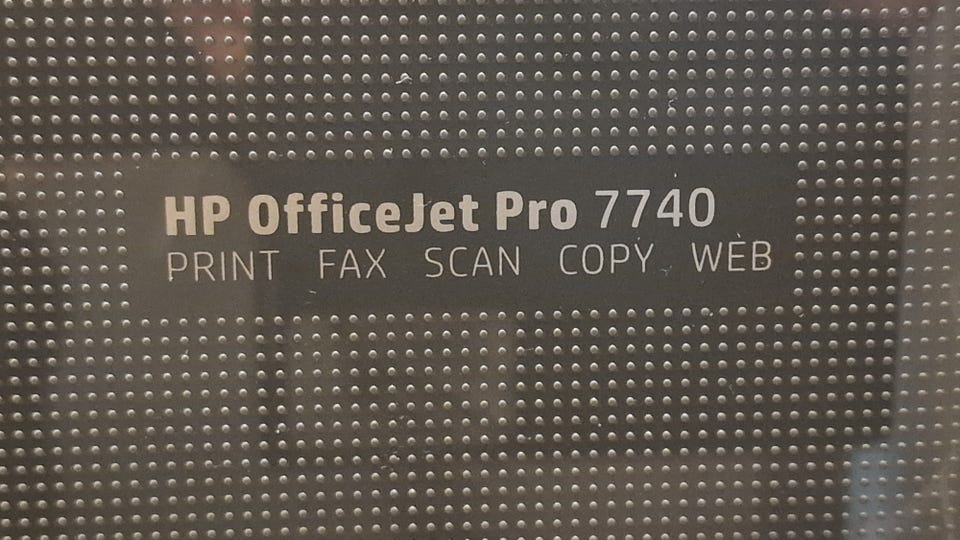 HP OfficeJet Pro 7740
PRINT FAX SCAN COPY WEB